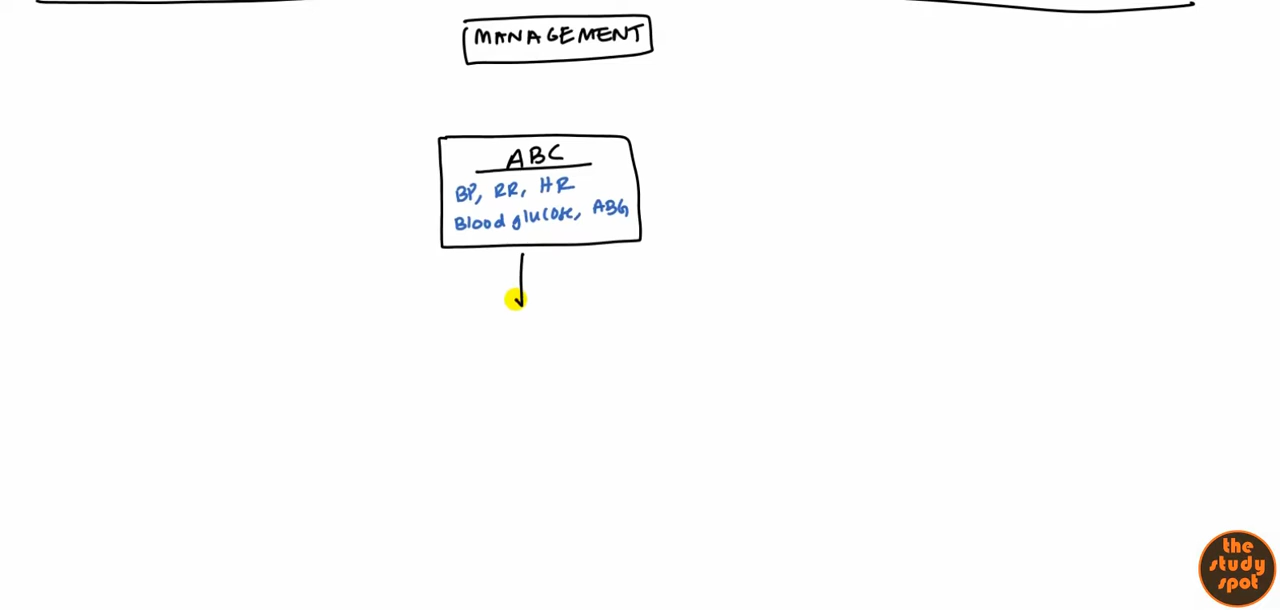 MANAGEMENT
ABC
BP, RR, HR
Blood glucose, ABG
the
study
spot